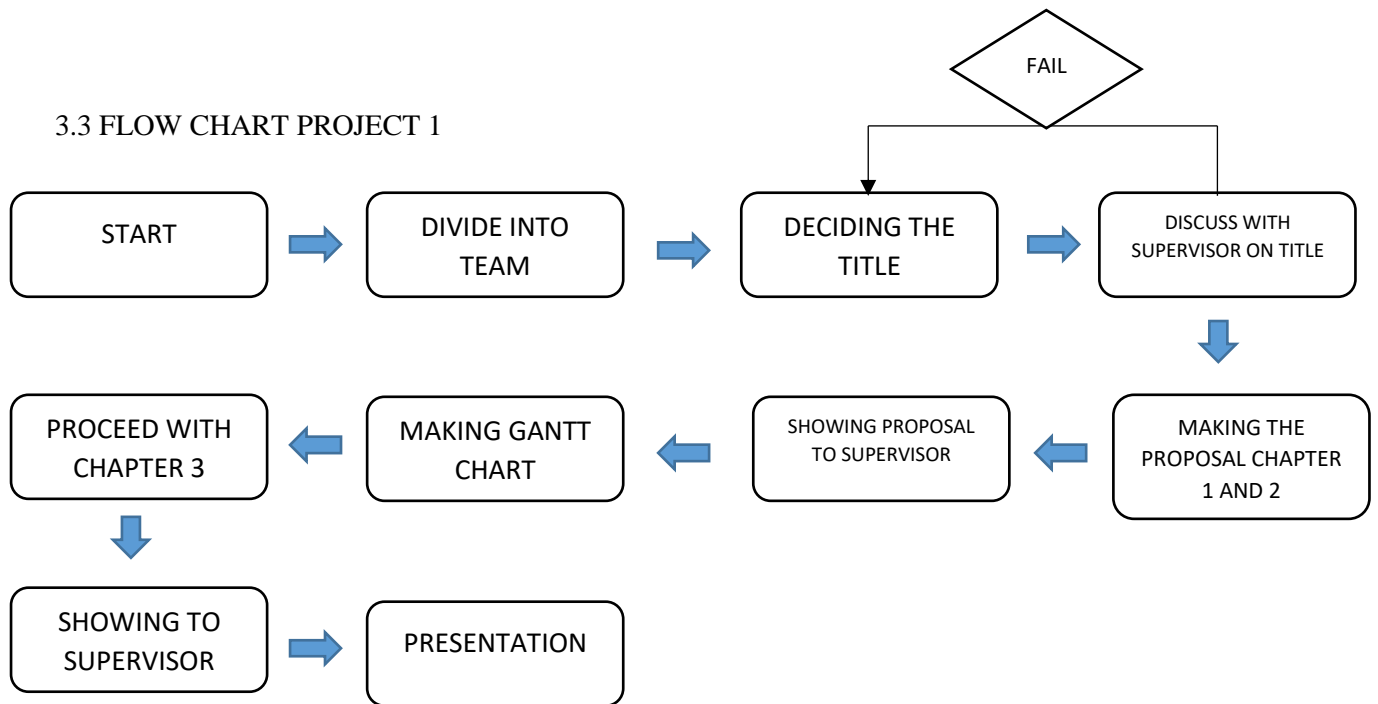 FAIL
3.3 FLOW CHART PROJECT 1
START
DIVIDE INTO
TEAM
DECIDING THE
TITLE
DISCUSS WITH
SUPERVISOR ON TITLE
MAKING THE
PROPOSAL CHAPTER
1 AND 2
SHOWING PROPOSAL
TO SUPERVISOR
MAKING GANTT
CHART
PROCEED WITH
CHAPTER 3
SHOWING TO
SUPERVISOR
PRESENTATION